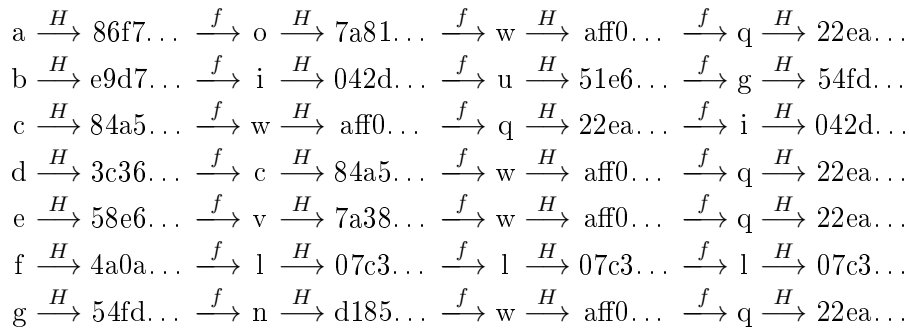 a H→ 86f7... f→ o H→ 7a81... f→ w H→ aff0... f→ q H→ 22ea...
b H→ e9d7... f→ i H→ 042d... f→ u H→ 51e6... f→ g H→ 54fd...
c H→ 84a5... f→ w H→ aff0... f→ q H→ 22ea... f→ i H→ 042d...
d H→ 3c36... f→ c H→ 84a5... f→ w H→ aff0... f→ q H→ 22ea...
e H→ 58e6... f→ v H→ 7a38... f→ w H→ aff0... f→ q H→ 22ea...
f H→ 4a0a... f→ l H→ 07c3... f→ l H→ 07c3... f→ l H→ 07c3...
g H→ 54fd... f→ n H→ d185... f→ w H→ aff0... f→ q H→ 22ea...